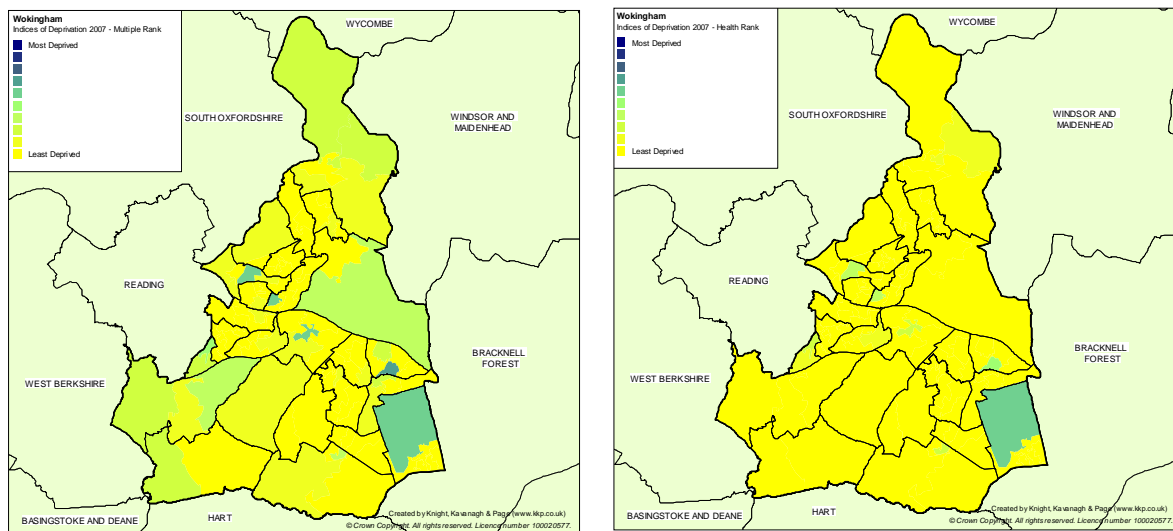 Wokingham
Indices of Deprivation 2007 - Multiple Rank
Most Deprived
Least Deprived
WYCOMBE
SOUTH OXFORDSHIRE
WINDSOR AND
MAIDENHEAD
READING
BRACKNELL
FOREST
WEST BERKSHIRE
BASINGSTOKE AND DEANE
HART
Created by Knight, Kavanagh & Page (www.kkp.co.uk)
© Crown Copyright. All rights reserved. Licence number 100020577.
Wokingham
Indices of Deprivation 2007 - Health Rank
Most Deprived
Least Deprived
WYCOMBE
SOUTH OXFORDSHIRE
WINDSOR AND
MAIDENHEAD
READING
BRACKNELL
FOREST
WEST BERKSHIRE
BASINGSTOKE AND DEANE
HART
Created by Knight, Kavanagh & Page (www.kkp.co.uk)
© Crown Copyright. All rights reserved. Licence number 100020577.